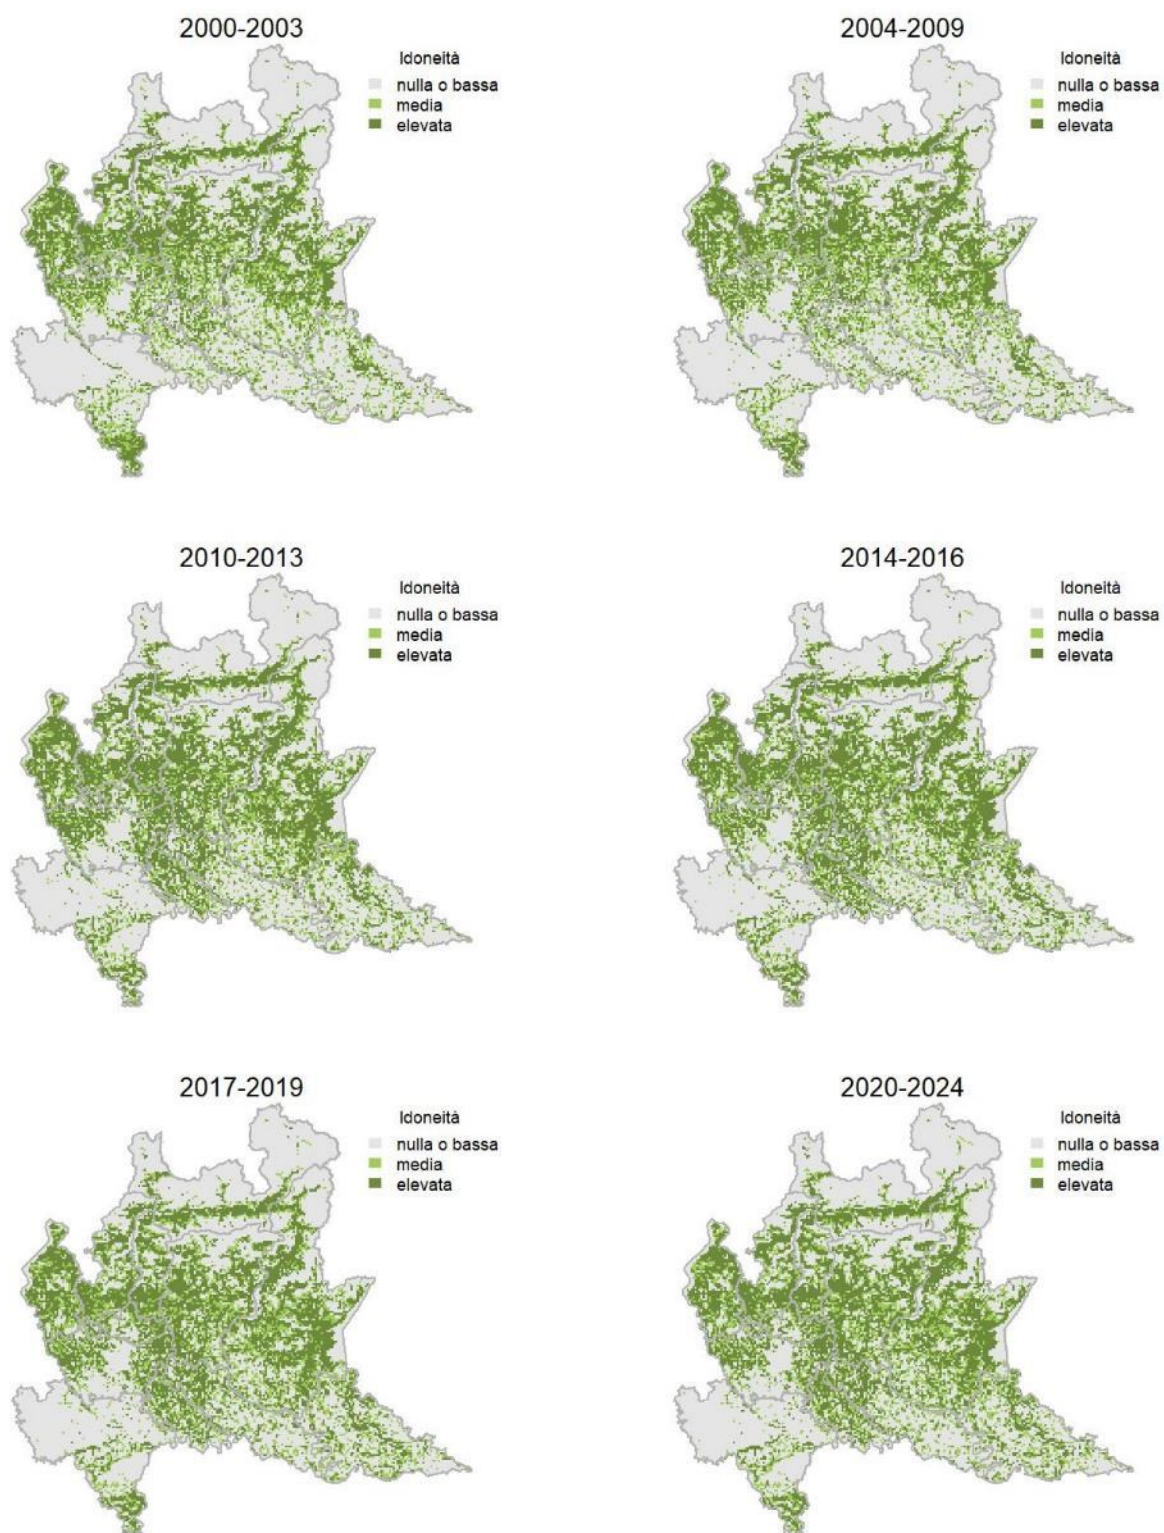 2000-2003
Idoneità
nulla o bassa
media
elevata
2004-2009
Idoneità
nulla o bassa
media
elevata
2010-2013
Idoneità
nulla o bassa
media
elevata
2014-2016
Idoneità
nulla o bassa
media
elevata
2017-2019
Idoneità
nulla o bassa
media
elevata
2020-2024
Idoneità
nulla o bassa
media
elevata